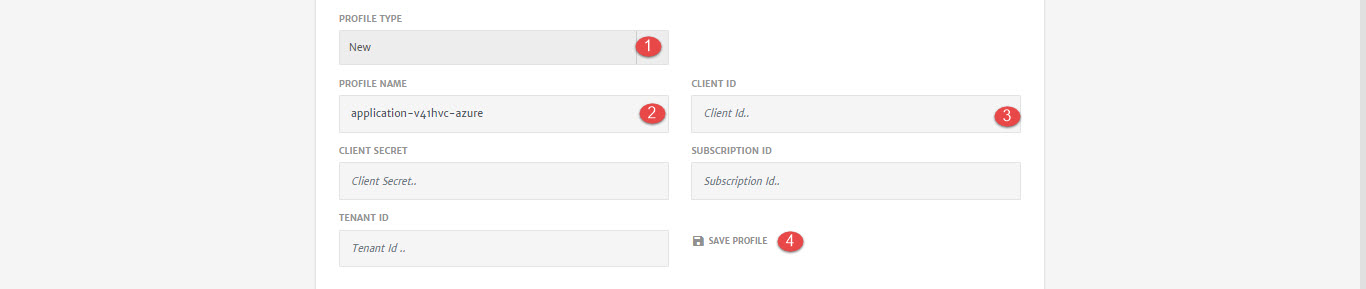 PROFILE TYPE
New
1
PROFILE NAME
CLIENT ID
application-v41hvc-azure
2
Client Id..
3
CLIENT SECRET
SUBSCRIPTION ID
Client Secret..
Subscription Id..
TENANT ID
Tenant Id ..
SAVE PROFILE
4